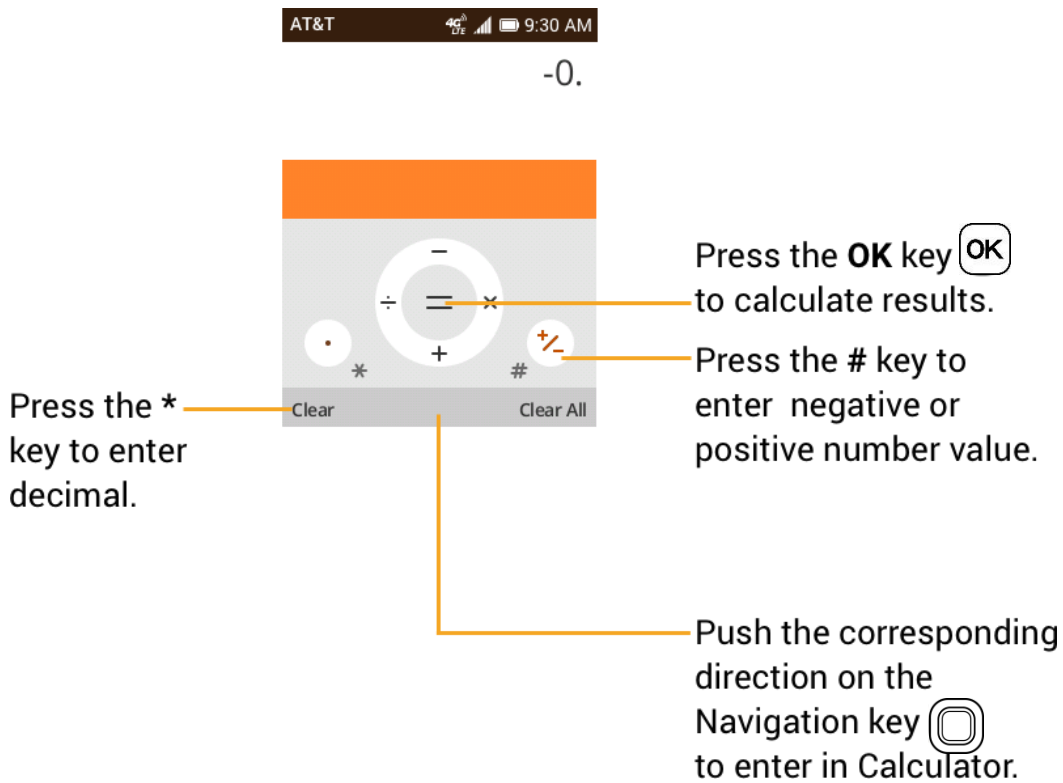 AT&T 4G LTE 9:30 AM
-0.
−
÷ = ×
+
. * +/- #
Clear Clear All
Press the OK key OK
to calculate results.
Press the # key to
enter negative or
positive number value.
Press the *
key to enter
decimal.
Push the corresponding
direction on the
Navigation key
to enter in Calculator.